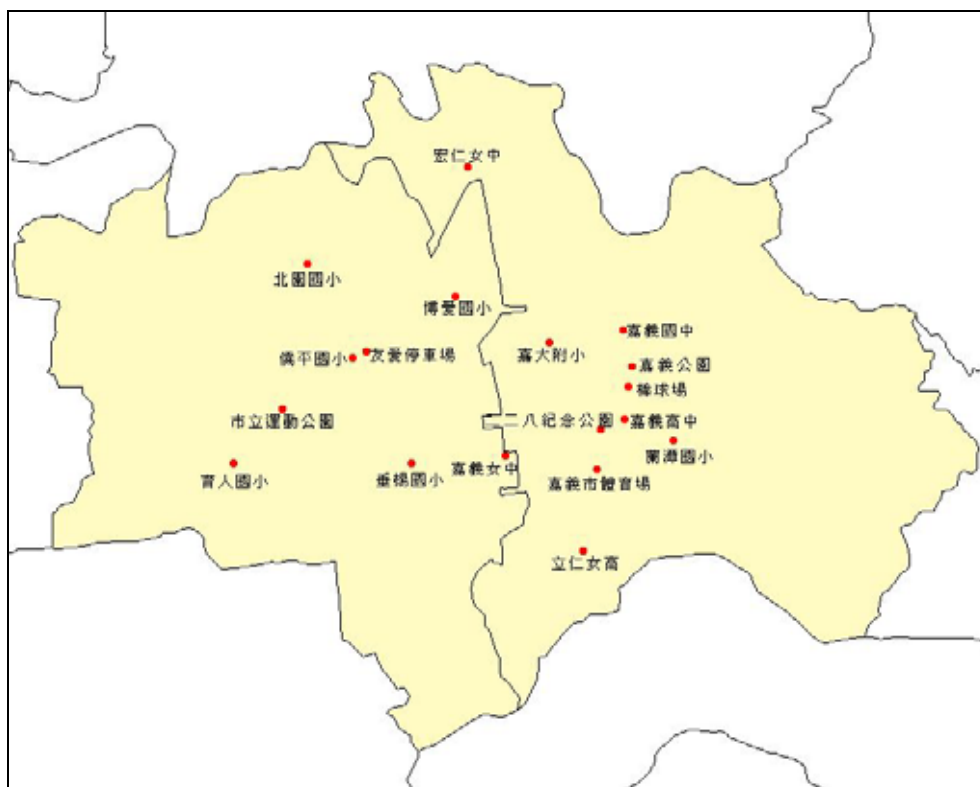 宏仁女中
北園國小
博愛國小
嘉義國中
嘉大附小
友愛停車場
僑平國小
嘉義公園
棒球場
市立運動公園
二二八紀念公園
嘉義高中
蘭潭國小
嘉義女中
育人國小
垂楊國小
嘉義市體育場
立仁女高